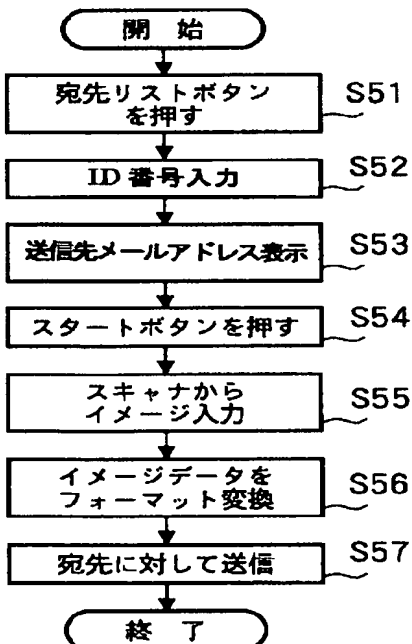 開 始
宛先リストボタン
を押す
S51
ID 番号入力
S52
送信先メールアドレス表示
S53
スタートボタンを押す
S54
スキャナから
イメージ入力
S55
イメージデータを
フォーマット変換
S56
宛先に対して送信
S57
終 了